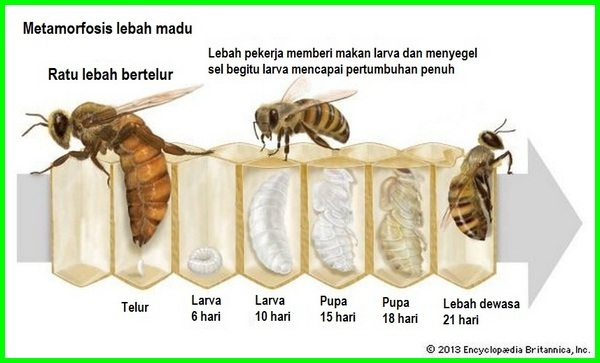 Metamorfosis lebah madu
Ratu lebah bertelur
Lebah pekerja memberi makan larva dan menyegel
sel begitu larva mencapai pertumbuhan penuh
Telur
Larva
6 hari
Larva
10 hari
Pupa
15 hari
Pupa
18 hari
Lebah dewasa
21 hari
© 2013 Encyclopædia Britannica, Inc.